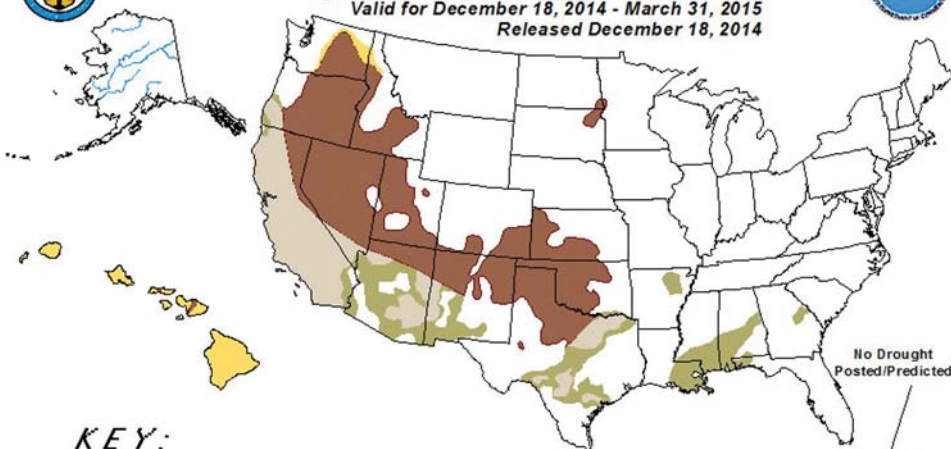 Valid for December 18, 2014 - March 31, 2015
Released December 18, 2014
No Drought
Posted/Predicted
KEY: